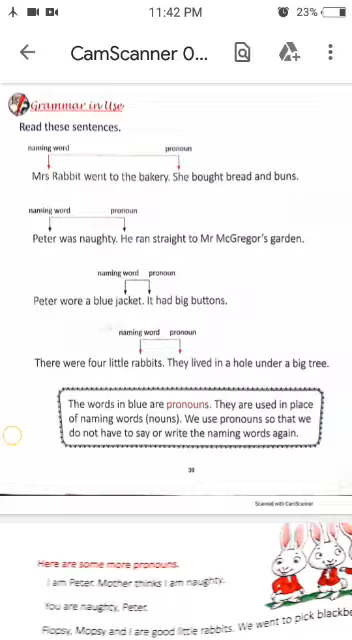 11:42 PM
23%
CamScanner 0...
Grammar in Use
Read these sentences.
naming word pronoun
Mrs Rabbit went to the bakery. She bought bread and buns.
naming word pronoun
Peter was naughty. He ran straight to Mr McGregor's garden.
naming word pronoun
Peter wore a blue jacket. It had big buttons.
naming word pronoun
There were four little rabbits. They lived in a hole under a big tree.
The words in blue are pronouns. They are used in place
of naming words (nouns). We use pronouns so that we
do not have to say or write the naming words again.
39
Scanned with CamScanner
Here are some more pronouns.
I am Peter. Mother thinks I am naughty.
You are naughty, Peter.
Flopsy, Mopsy and I are good little rabbits. We went to pick blackbe